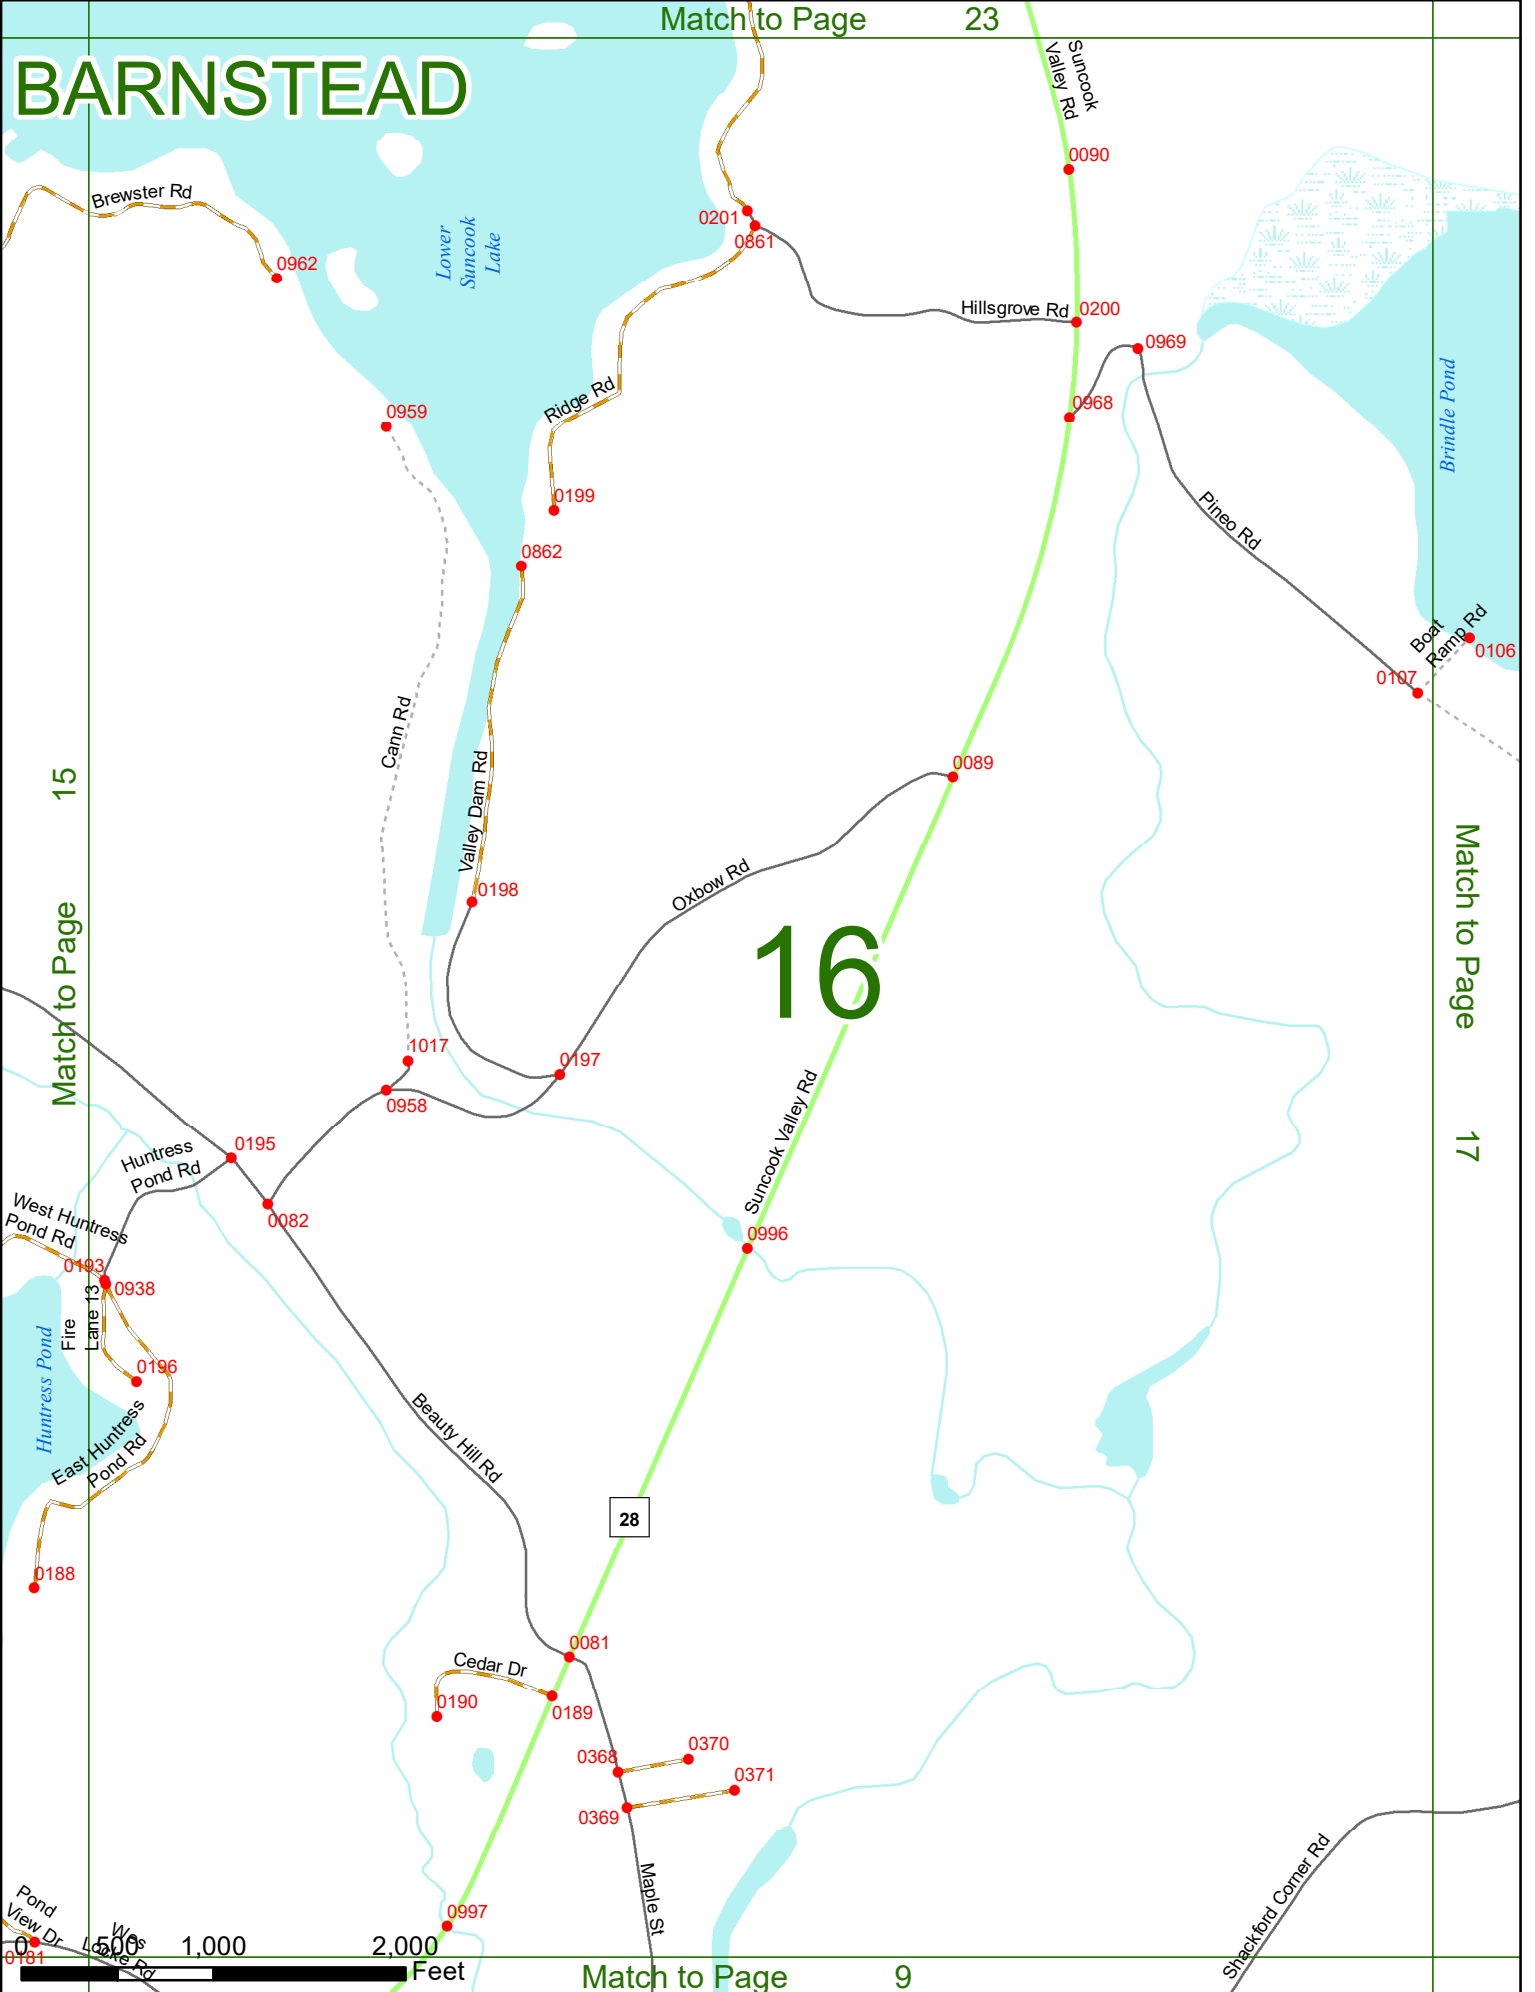 Match to Page 23
BARNSTEAD
Suncook
Valley Rd
0090
Brewster Rd
0201
0861
Lower
Suncook
Lake
0962
Hillsgrove Rd
0200
0969
Brindle Pond
Ridge Rd
0959
0968
0199
Pineo Rd
0862
Boat
Ramp Rd
0106
0107
Cann Rd
Valley Dam Rd
0089
15
Match to Page
Oxbow Rd
0198
16
Match to Page
17
1017
0197
0958
Suncook Valley Rd
0195
Huntress
Pond Rd
0082
West Huntress
Pond Rd
0996
0193
0938
Fire
Lane 13
Huntress Pond
0196
East Huntress
Pond Rd
Beauty Hill Rd
28
0188
0081
Cedar Dr
0190
0189
0368
0370
0371
0369
Maple St
Shackford Corner Rd
Pond
View Dr
0997
Wes
Locke Rd
0181
0 500 1,000 2,000
Feet
Match to Page 9